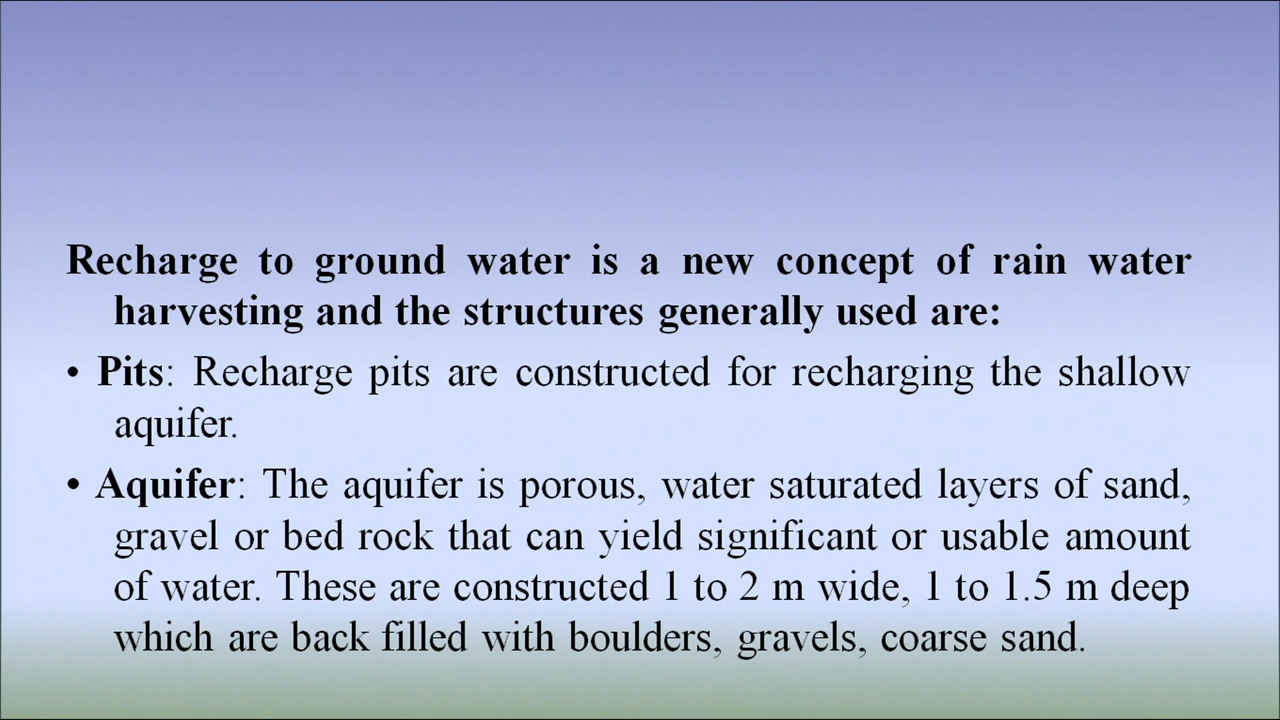 Recharge to ground water is a new concept of rain water
harvesting and the structures generally used are:
• Pits: Recharge pits are constructed for recharging the shallow
aquifer.
• Aquifer: The aquifer is porous, water saturated layers of sand,
gravel or bed rock that can yield significant or usable amount
of water. These are constructed 1 to 2 m wide, 1 to 1.5 m deep
which are back filled with boulders, gravels, coarse sand.